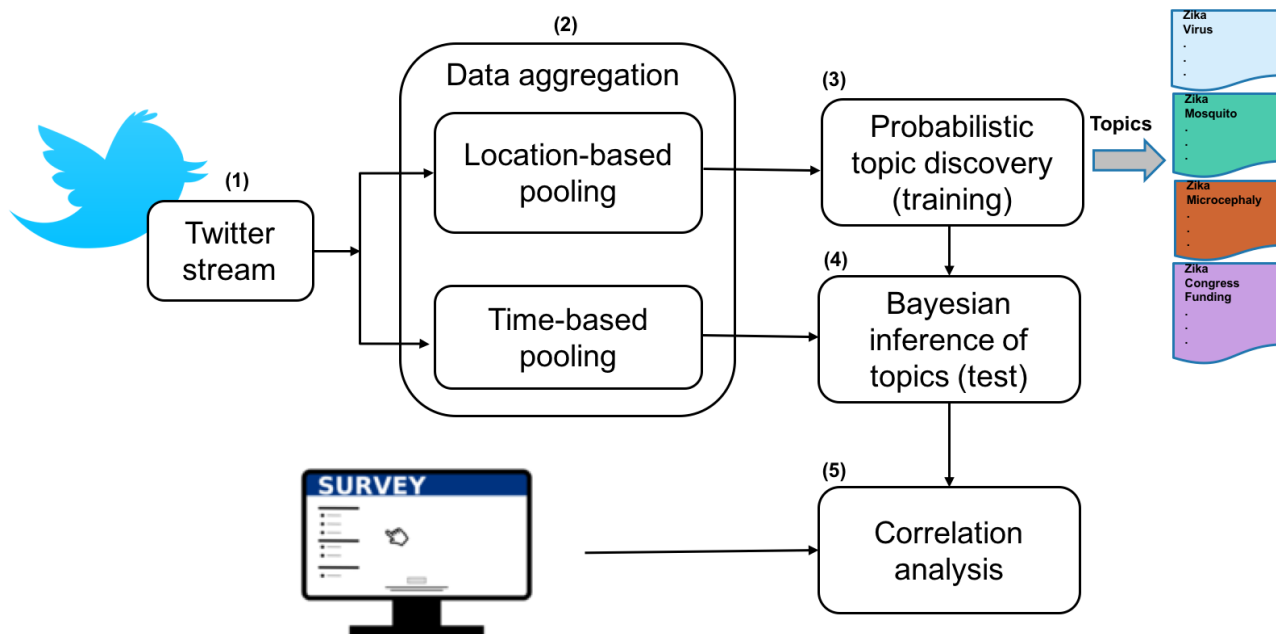 (1)
Twitter
stream
(2)
Data aggregation
Location-based
pooling
Time-based
pooling
(3)
Probabilistic
topic discovery
(training)
Topics
Zika
Virus
.
.
.
Zika
Mosquito
.
.
.
Zika
Microcephaly
.
.
.
Zika
Congress
Funding
.
.
.
(4)
Bayesian
inference of
topics (test)
SURVEY
(5)
Correlation
analysis